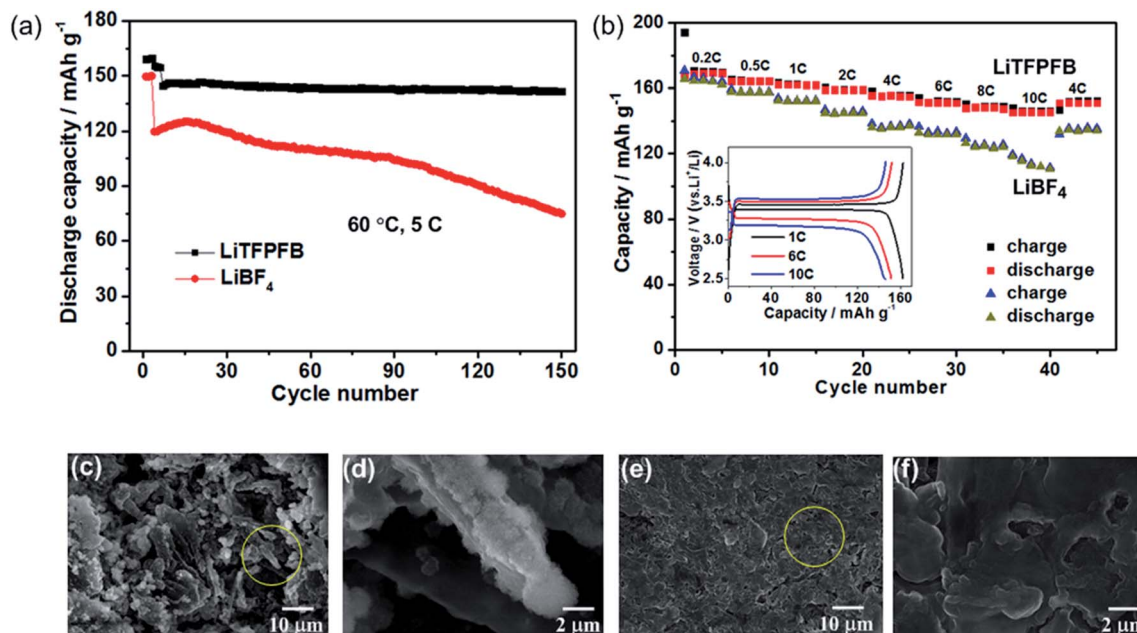 (a)
180
150
120
90
60
30
0
Discharge capacity / mAh g⁻¹
60 °C, 5 C
LiTFPFB
LiBF₄
0 30 60 90 120 150
Cycle number
(b)
200
160
120
80
40
0
Capacity / mAh g⁻¹
0.2C 0.5C 1C 2C 4C 6C 8C 10C 4C
LiTFPFB
LiBF₄
4.0
3.5
3.0
2.5
Voltage / V (vs.Li⁺/Li)
1C
6C
10C
0 40 80 120 160
Capacity / mAh g⁻¹
charge
discharge
charge
discharge
0 10 20 30 40
Cycle number
(c)
10 μm
(d)
2 μm
(e)
10 μm
(f)
2 μm